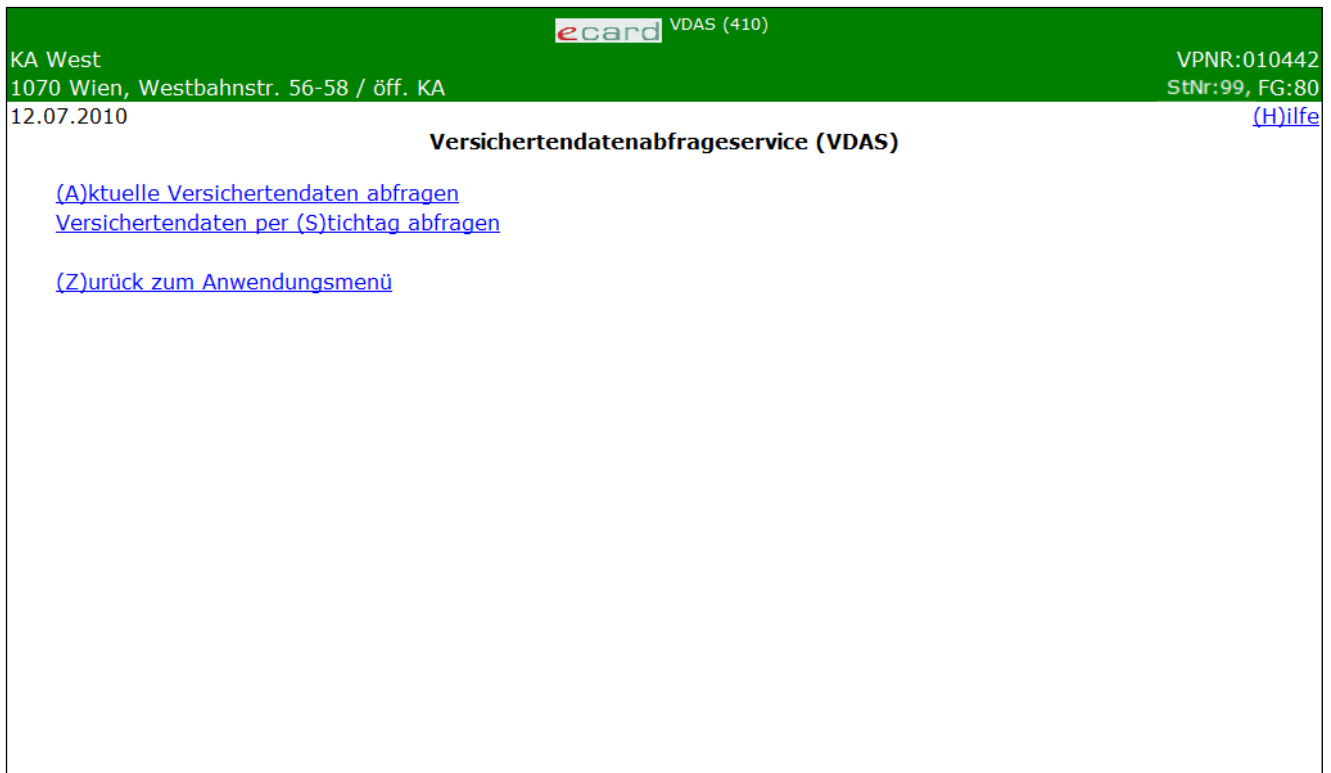 ecard VDAS (410)
KA West VPNR:010442
1070 Wien, Westbahnstr. 56-58 / öff. KA StNr:99, FG:80
12.07.2010 (H)ilfe
Versichertendatenabfrageservice (VDAS)
(A)ktuelle Versichertendaten abfragen
Versichertendaten per (S)tichtag abfragen
(Z)urück zum Anwendungsmenü